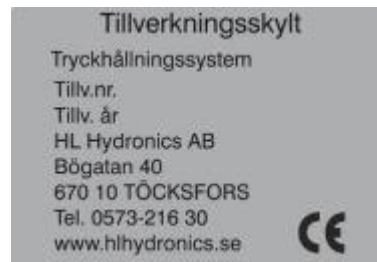 Tillverkningsskylt
Tryckhållningssystem
Tillv.nr.
Tillv. år
HL Hydronics AB
Bögatan 40
670 10 TÖCKSFORS
Tel. 0573-216 30
www.hlhydronics.se
CE